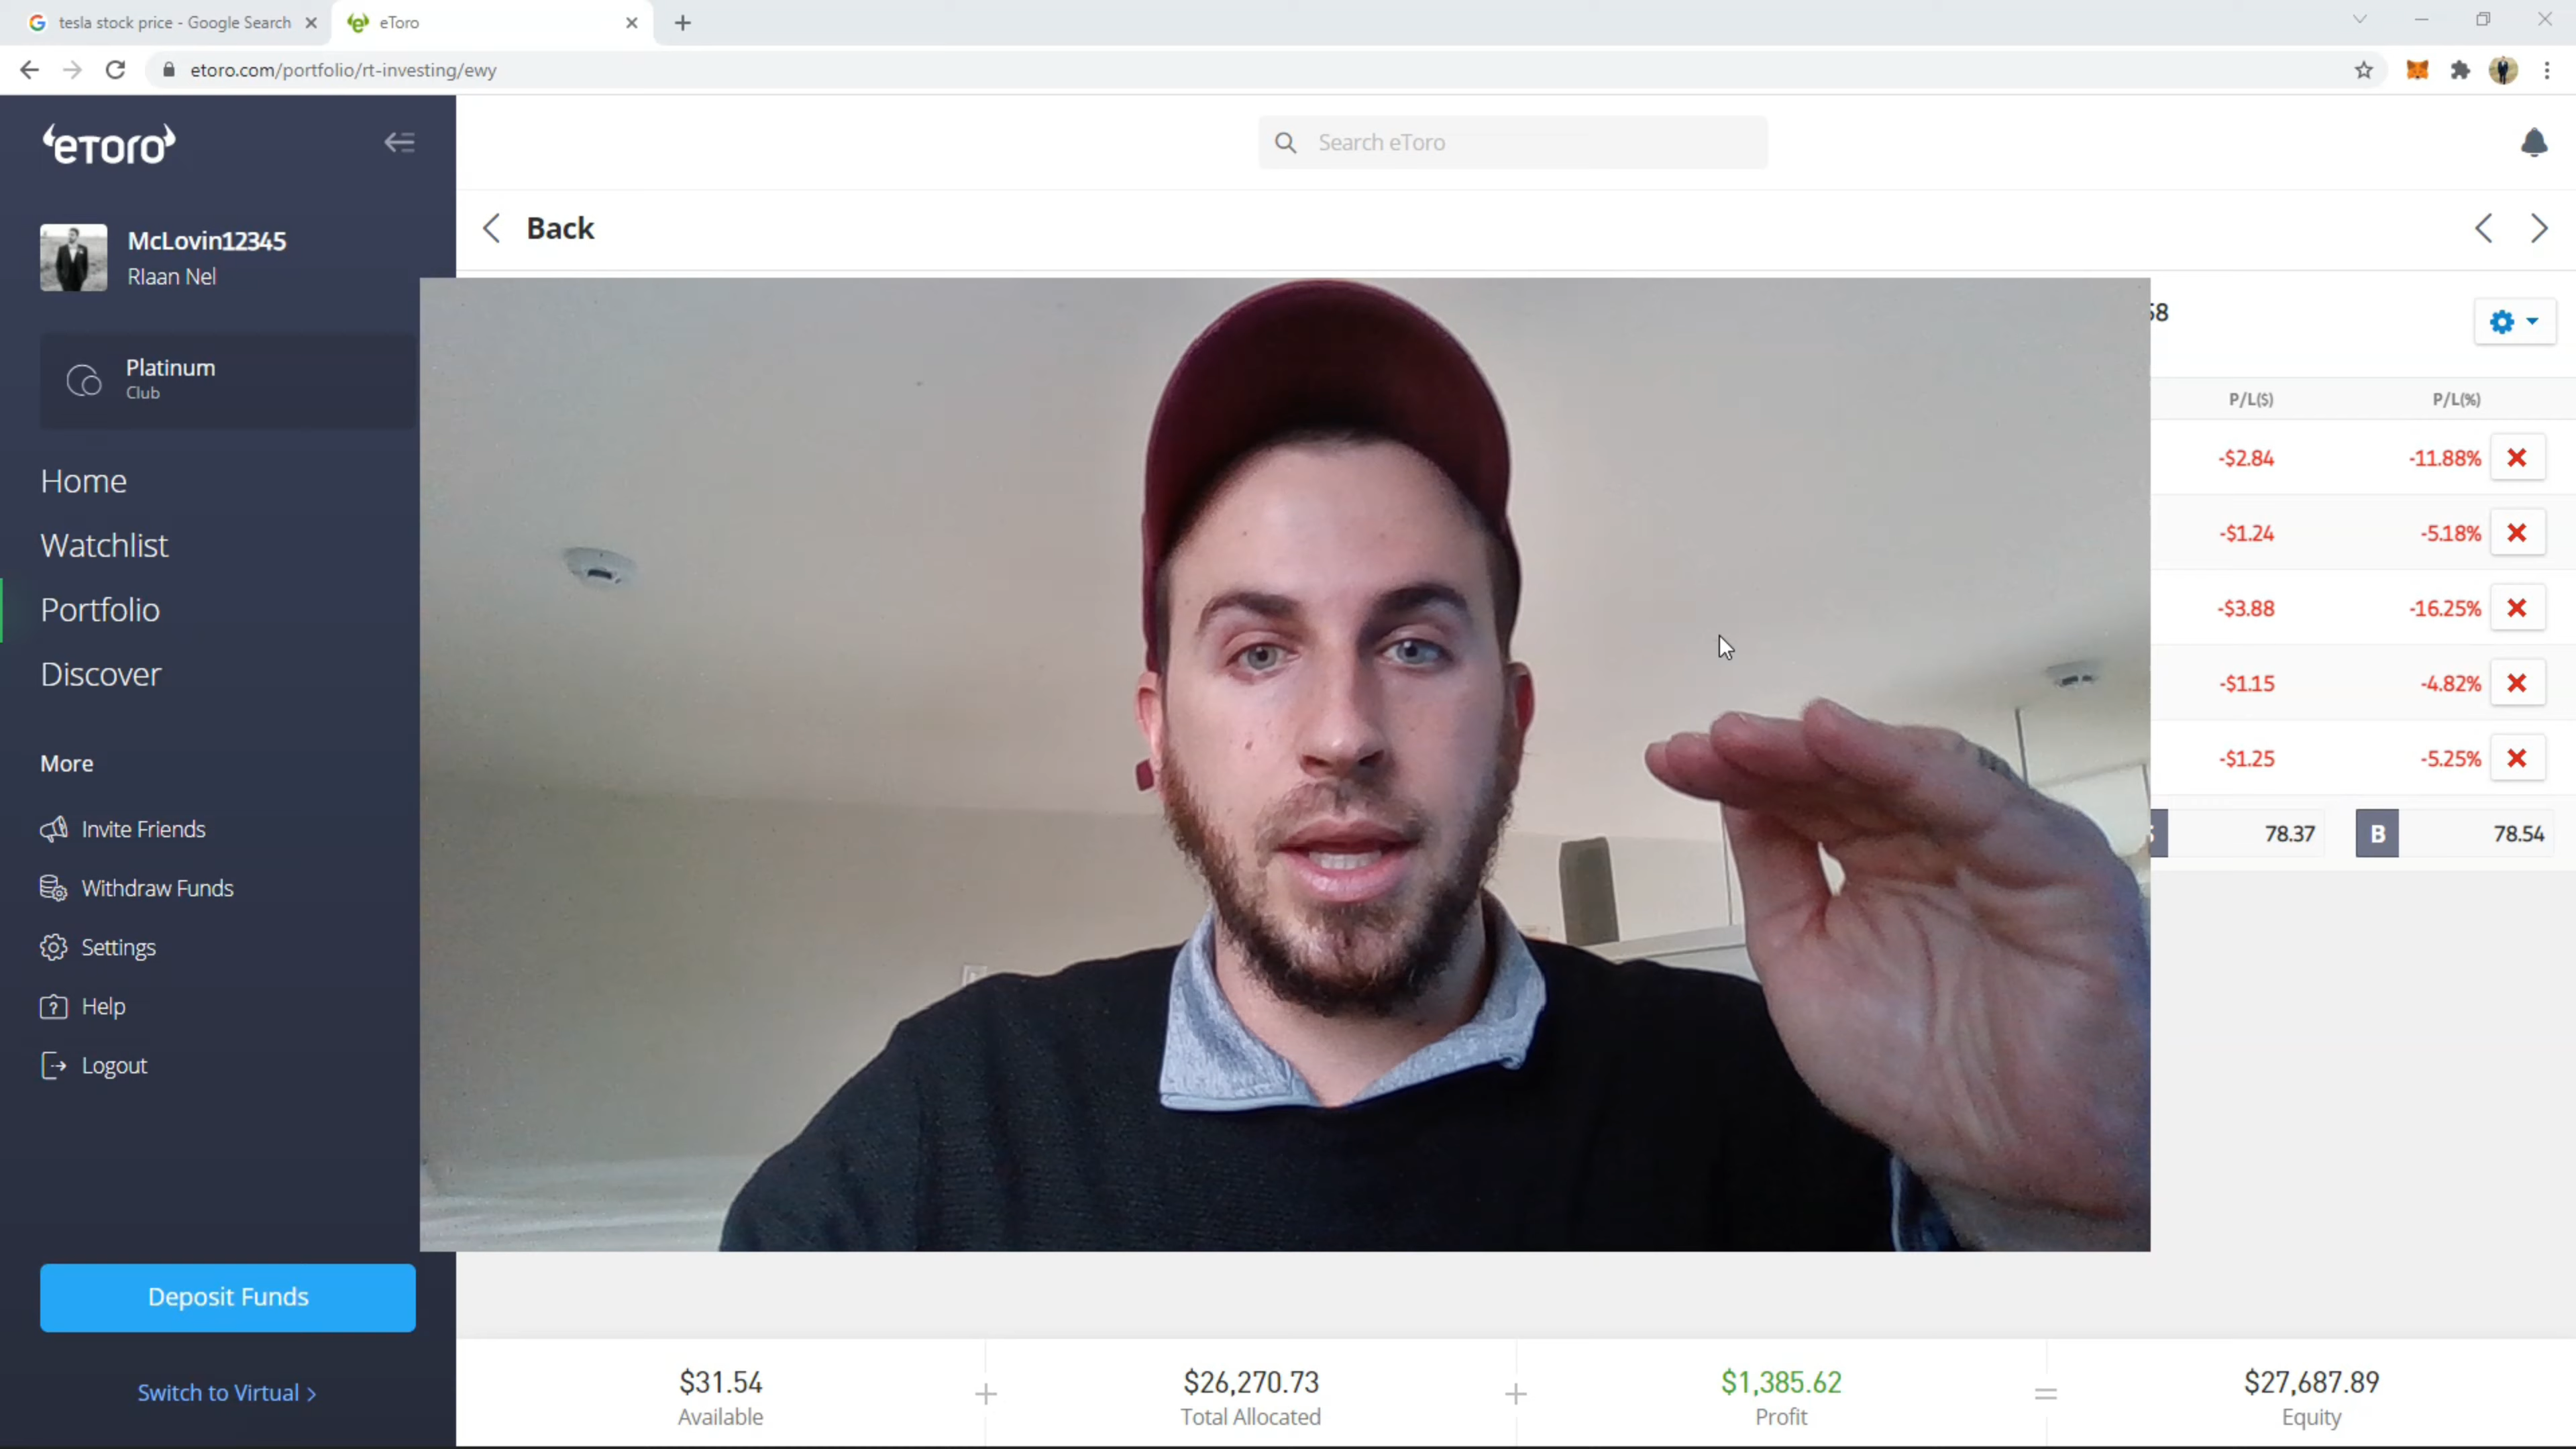 tesla stock price - Google Search
eToro
etoro.com/portfolio/rt-investing/ewy
eToro
Search eToro
McLovin12345
RIaan Nel
Back
Platinum
Club
58
P/L($) P/L(%)
Home
-$2.84 -11.88%
Watchlist
-$1.24 -5.18%
Portfolio
-$3.88 -16.25%
Discover
-$1.15 -4.82%
More
-$1.25 -5.25%
Invite Friends
78.37 B 78.54
Withdraw Funds
Settings
Help
Logout
Deposit Funds
Switch to Virtual >
$31.54 + $26,270.73 + $1,385.62 = $27,687.89
Available Total Allocated Profit Equity